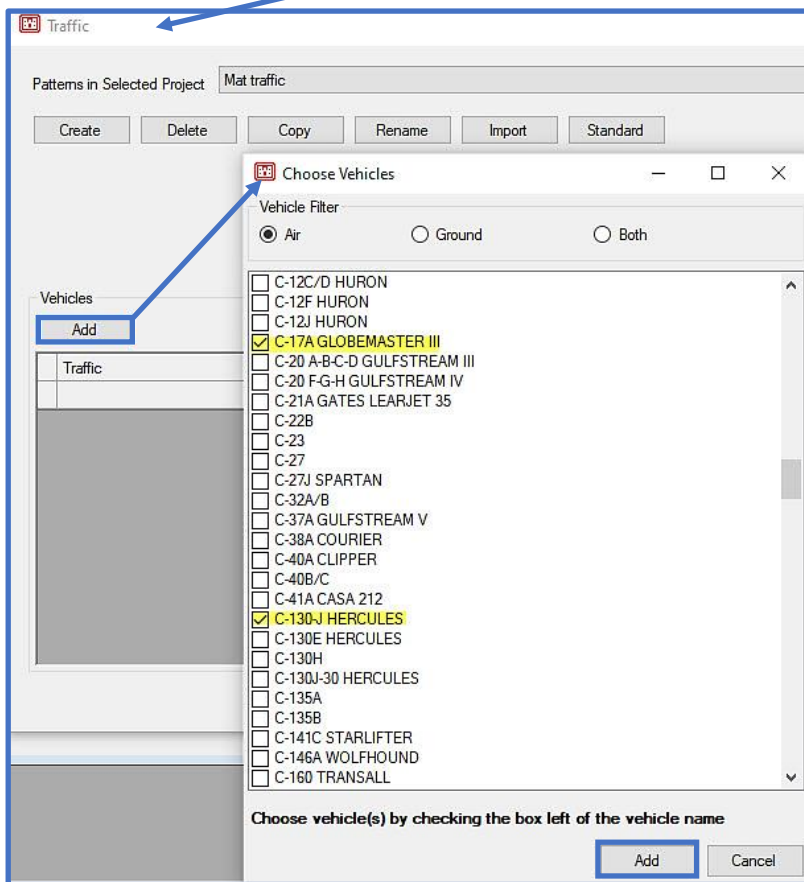 Traffic
Patterns in Selected Project Mat traffic
Create Delete Copy Rename Import Standard
Choose Vehicles
Vehicle Filter
Air Ground Both
Vehicles
Add
Traffic
C-12C/D HURON
C-12F HURON
C-12J HURON
C-17A GLOBEMASTER III
C-20 A-B-C-D GULFSTREAM III
C-20 F-G-H GULFSTREAM IV
C-21A GATES LEARJET 35
C-22B
C-23
C-27
C-27J SPARTAN
C-32A/B
C-37A GULFSTREAM V
C-38A COURIER
C-40A CLIPPER
C-40B/C
C-41A CASA 212
C-130-J HERCULES
C-130E HERCULES
C-130H
C-130J-30 HERCULES
C-135A
C-135B
C-141C STARLIFTER
C-146A WOLFHOUND
C-160 TRANSALL
Choose vehicle(s) by checking the box left of the vehicle name
Add Cancel